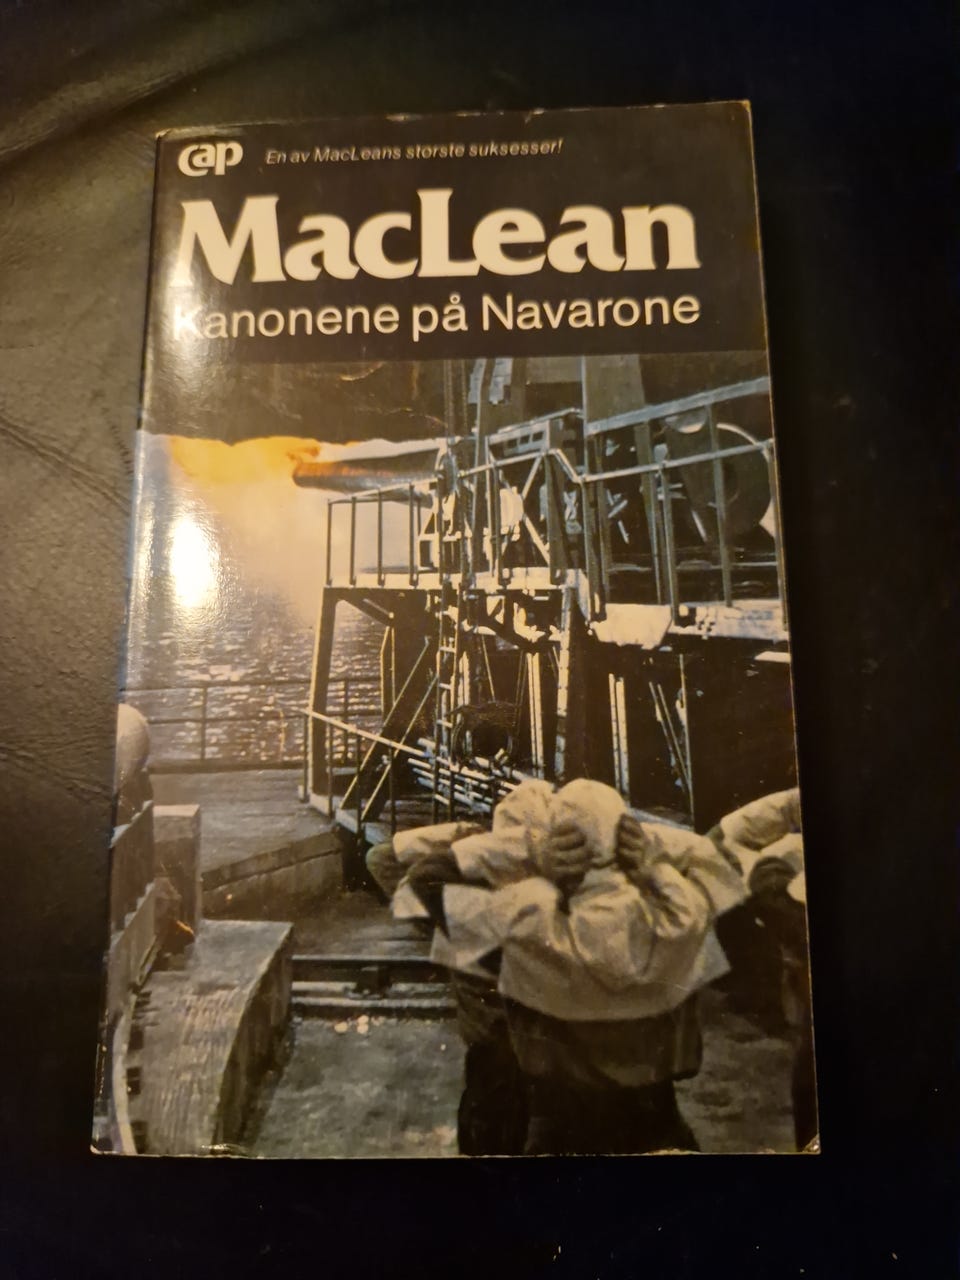 cap
En av MacLeans største suksesser!
MacLean
Kanonene på Navarone